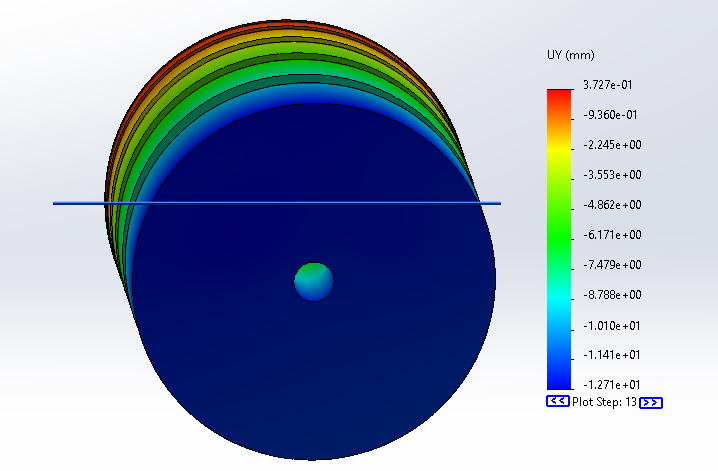 UY (mm)
3.727e-01
-9.360e-01
-2.245e+00
-3.553e+00
-4.862e+00
-6.171e+00
-7.479e+00
-8.788e+00
-1.010e+01
-1.141e+01
-1.271e+01
<< Plot Step: 13 >>